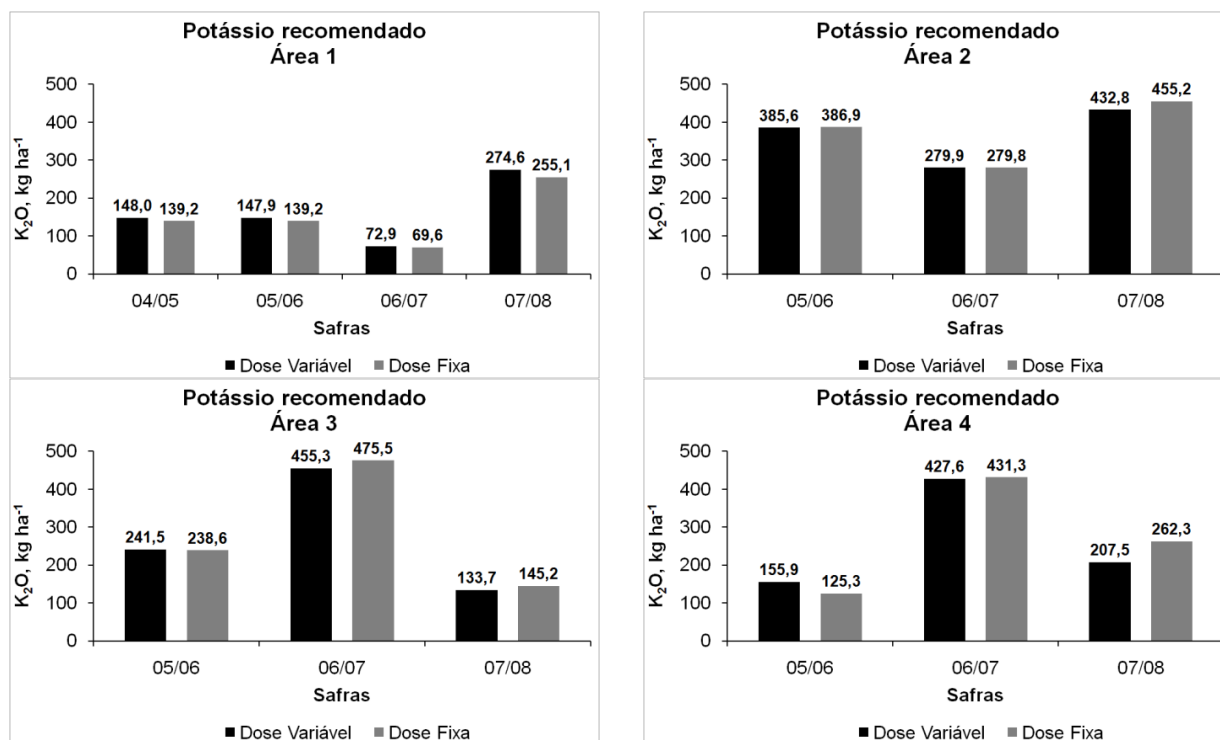 Potássio recomendado
Área 1
K₂O, kg ha⁻¹
500
400
300
200
100
0
148,0 139,2 147,9 139,2 72,9 69,6 274,6 255,1
04/05 05/06 06/07 07/08
Safras
■ Dose Variável ■ Dose Fixa
Potássio recomendado
Área 2
K₂O, kg ha⁻¹
500
400
300
200
100
0
385,6 386,9 279,9 279,8 432,8 455,2
05/06 06/07 07/08
Safras
■ Dose Variável ■ Dose Fixa
Potássio recomendado
Área 3
K₂O, kg ha⁻¹
500
400
300
200
100
0
241,5 238,6 455,3 475,5 133,7 145,2
05/06 06/07 07/08
Safras
■ Dose Variável ■ Dose Fixa
Potássio recomendado
Área 4
K₂O, kg ha⁻¹
500
400
300
200
100
0
155,9 125,3 427,6 431,3 207,5 262,3
05/06 06/07 07/08
Safras
■ Dose Variável ■ Dose Fixa